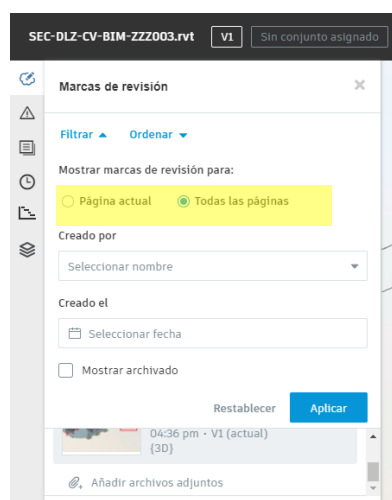 SEC-DLZ-CV-BIM-ZZZ003.rvt V1 Sin conjunto asignado
Marcas de revisión
Filtrar Ordenar
Mostrar marcas de revisión para:
Página actual Todas las páginas
Creado por
Seleccionar nombre
Creado el
Seleccionar fecha
Mostrar archivado
Restablecer Aplicar
04:36 pm · V1 (actual)
{3D}
Añadir archivos adjuntos